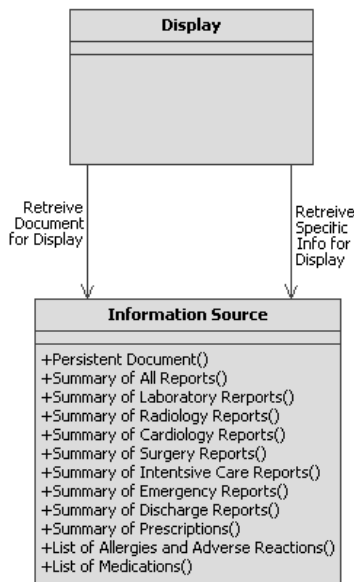 Display
Retreive
Document
for Display
Retreive
Specific
Info for
Display
Information Source
+Persistent Document()
+Summary of All Reports()
+Summary of Laboratory Rerports()
+Summary of Radiology Reports()
+Summary of Cardiology Reports()
+Summary of Surgery Reports()
+Summary of Intentsive Care Reports()
+Summary of Emergency Reports()
+Summary of Discharge Reports()
+Summary of Prescriptions()
+List of Allergies and Adverse Reactions()
+List of Medications()